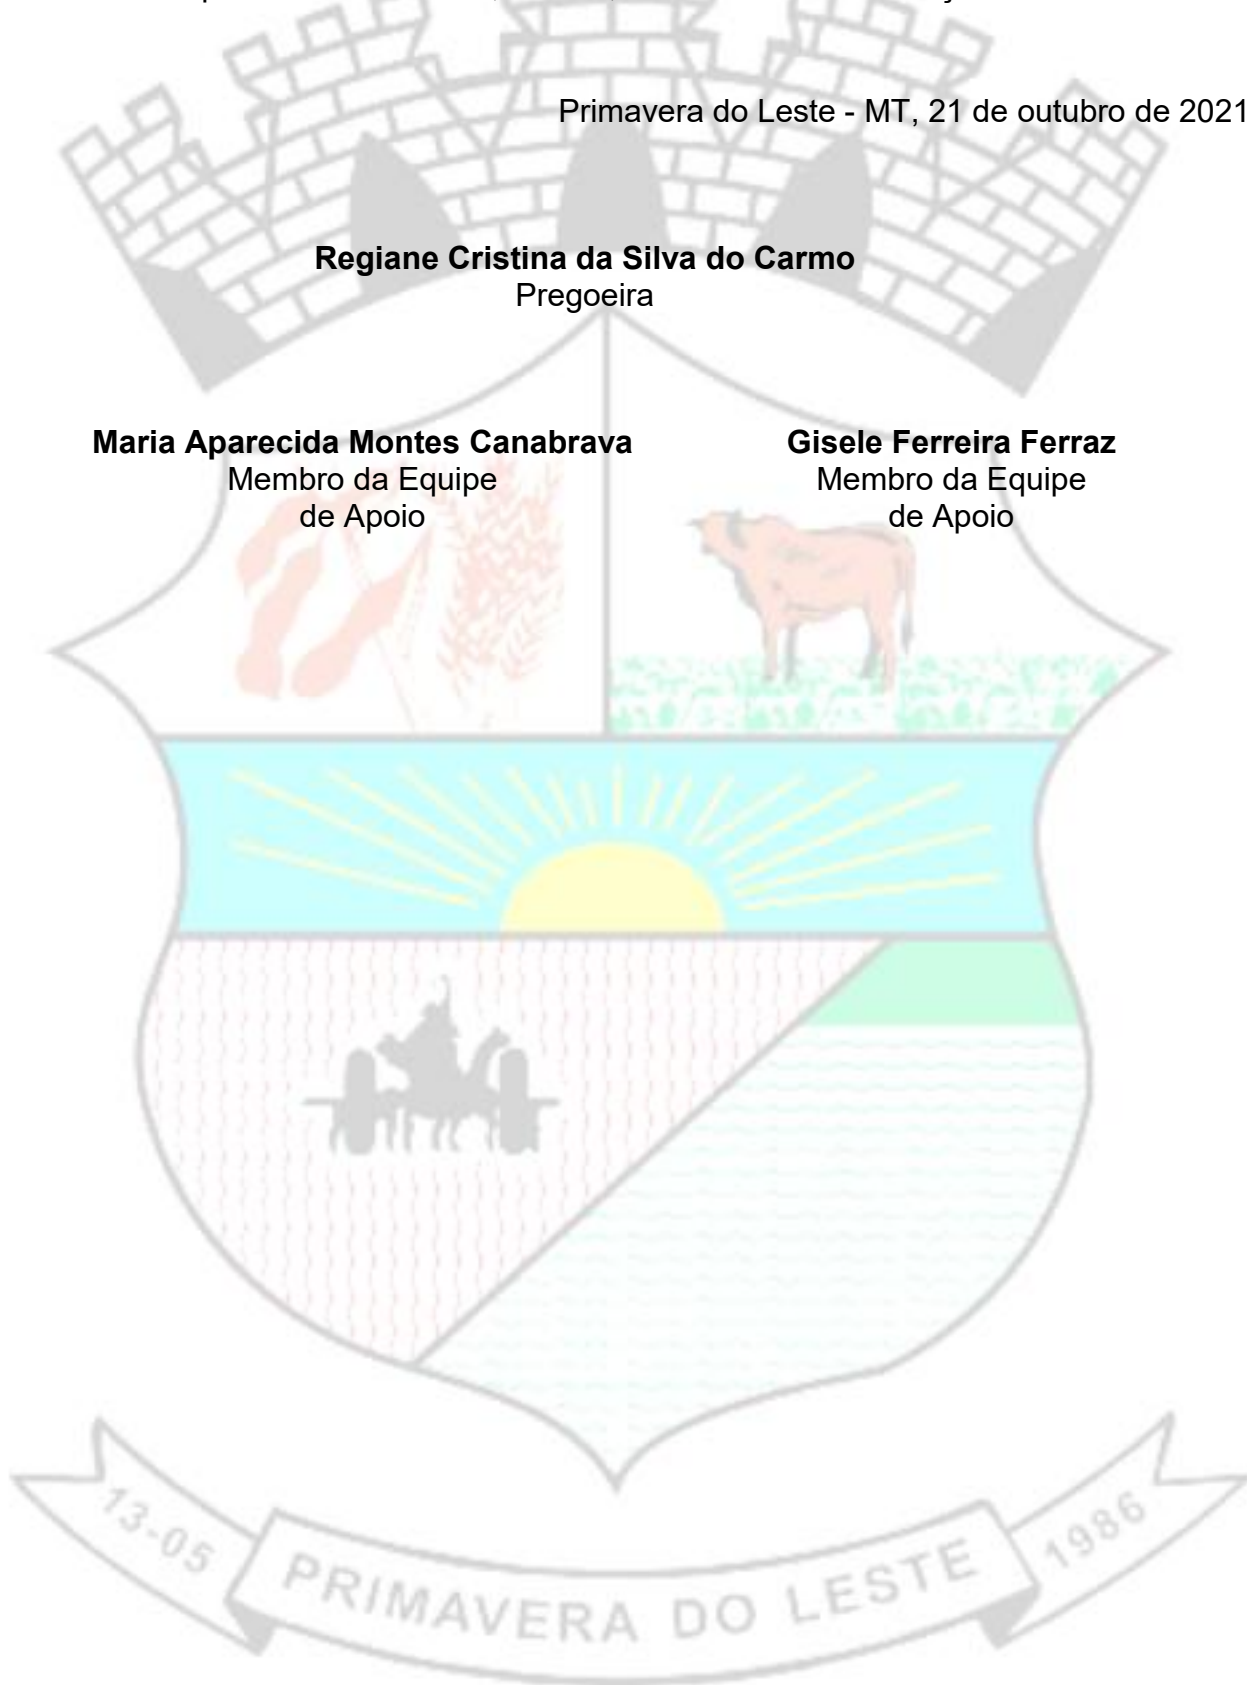 Primavera do Leste - MT, 21 de outubro de 2021
Regiane Cristina da Silva do Carmo
Pregoeira
Maria Aparecida Montes Canabrava
Membro da Equipe
de Apoio
Gisele Ferreira Ferraz
Membro da Equipe
de Apoio
13-05
PRIMAVERA DO LESTE
1986